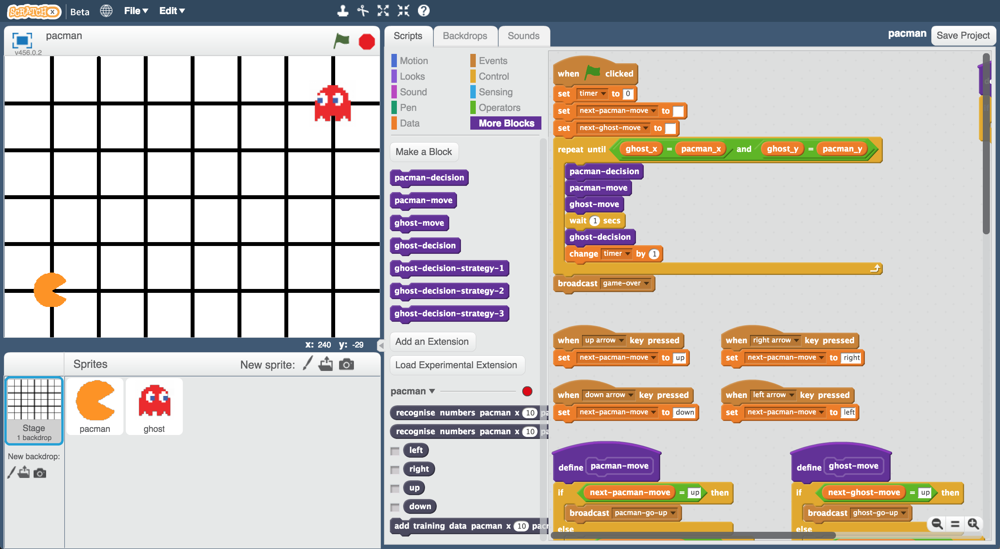 SCRATCHX Beta File Edit
pacman
v456.0.2
x: 240 y: -29
Sprites New sprite:
Stage
1 backdrop
pacman
ghost
New backdrop:
Scripts Backdrops Sounds
pacman Save Project
Motion Events
Looks Control
Sound Sensing
Pen Operators
Data More Blocks
Make a Block
pacman-decision
pacman-move
ghost-move
ghost-decision
ghost-decision-strategy-1
ghost-decision-strategy-2
ghost-decision-strategy-3
Add an Extension
Load Experimental Extension
pacman
recognise numbers pacman x 10 pa
recognise numbers pacman x 10 pa
left
right
up
down
add training data pacman x 10 pac
when clicked
set timer to 0
set next-pacman-move to
set next-ghost-move to
repeat until ghost_x = pacman_x and ghost_y = pacman_y
pacman-decision
pacman-move
ghost-move
wait 1 secs
ghost-decision
change timer by 1
broadcast game-over
when up arrow key pressed
set next-pacman-move to up
when right arrow key pressed
set next-pacman-move to right
when down arrow key pressed
set next-pacman-move to down
when left arrow key pressed
set next-pacman-move to left
define pacman-move
if next-pacman-move = up then
broadcast pacman-go-up
else
define ghost-move
if next-ghost-move = up then
broadcast ghost-go-up
else